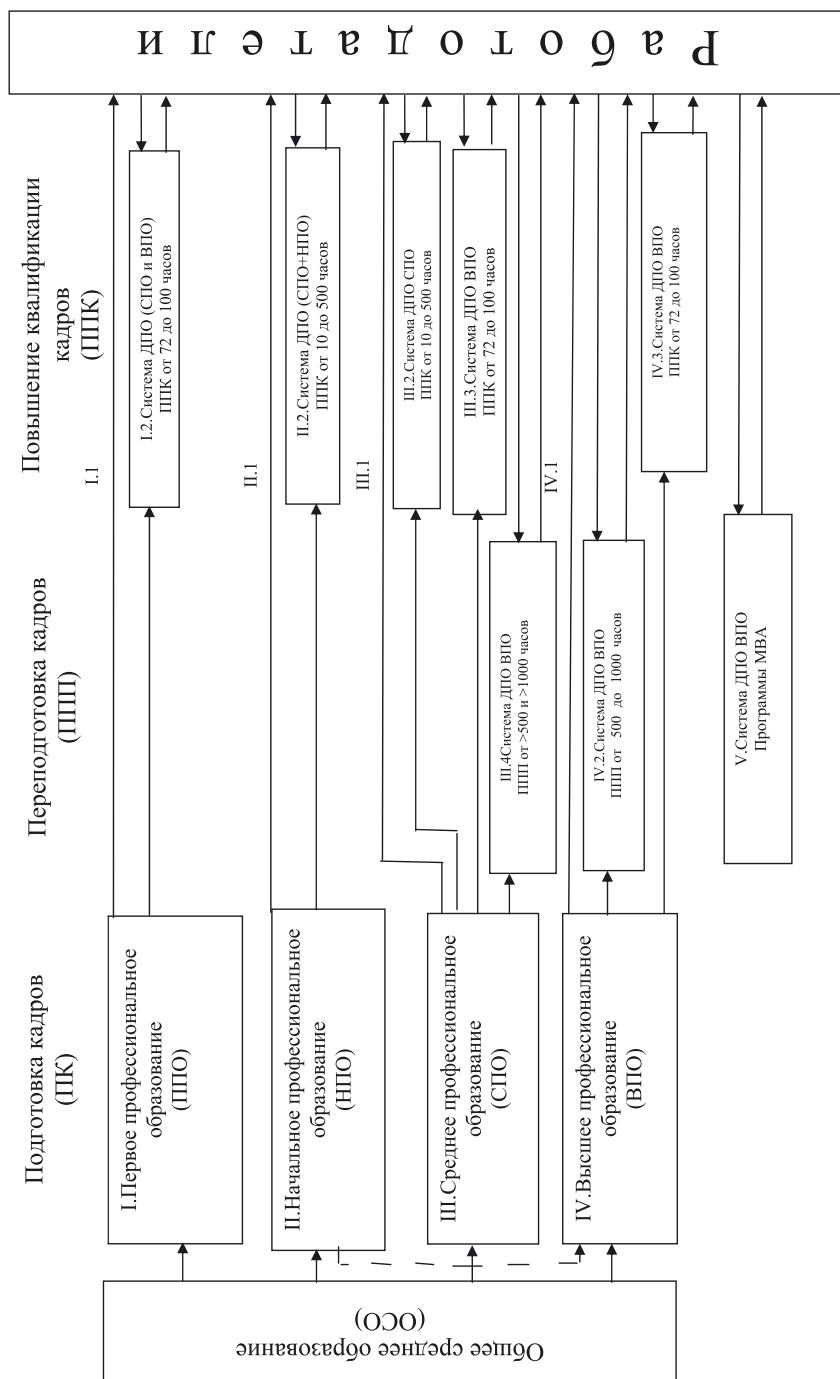 Подготовка кадров
(ПК)
Переподготовка кадров
(ППП)
Повышение квалификации
кадров
(ППК)
Общее среднее образование
(ОСО)
I.Первое профессиональное
образование
(ППО)
I.1
I.2.Система ДПО (СПО и ВПО)
ППК от 72 до 100 часов
II.Начальное профессиональное
образование
(НПО)
II.1
II.2.Система ДПО (СПО+НПО)
ППК от 10 до 500 часов
III.Среднее профессиональное
образование
(СПО)
III.1
III.2.Система ДПО СПО
ППК от 10 до 500 часов
III.3.Система ДПО ВПО
ППК от 72 до 100 часов
III.4Система ДПО ВПО
ППП от >500 и >1000 часов
IV.Высшее профессиональное
образование
(ВПО)
IV.1
IV.2.Система ДПО ВПО
ППП от 500 до 1000 часов
IV.3.Система ДПО ВПО
ППК от 72 до 100 часов
V.Система ДПО ВПО
Программы МВА
Работодатели